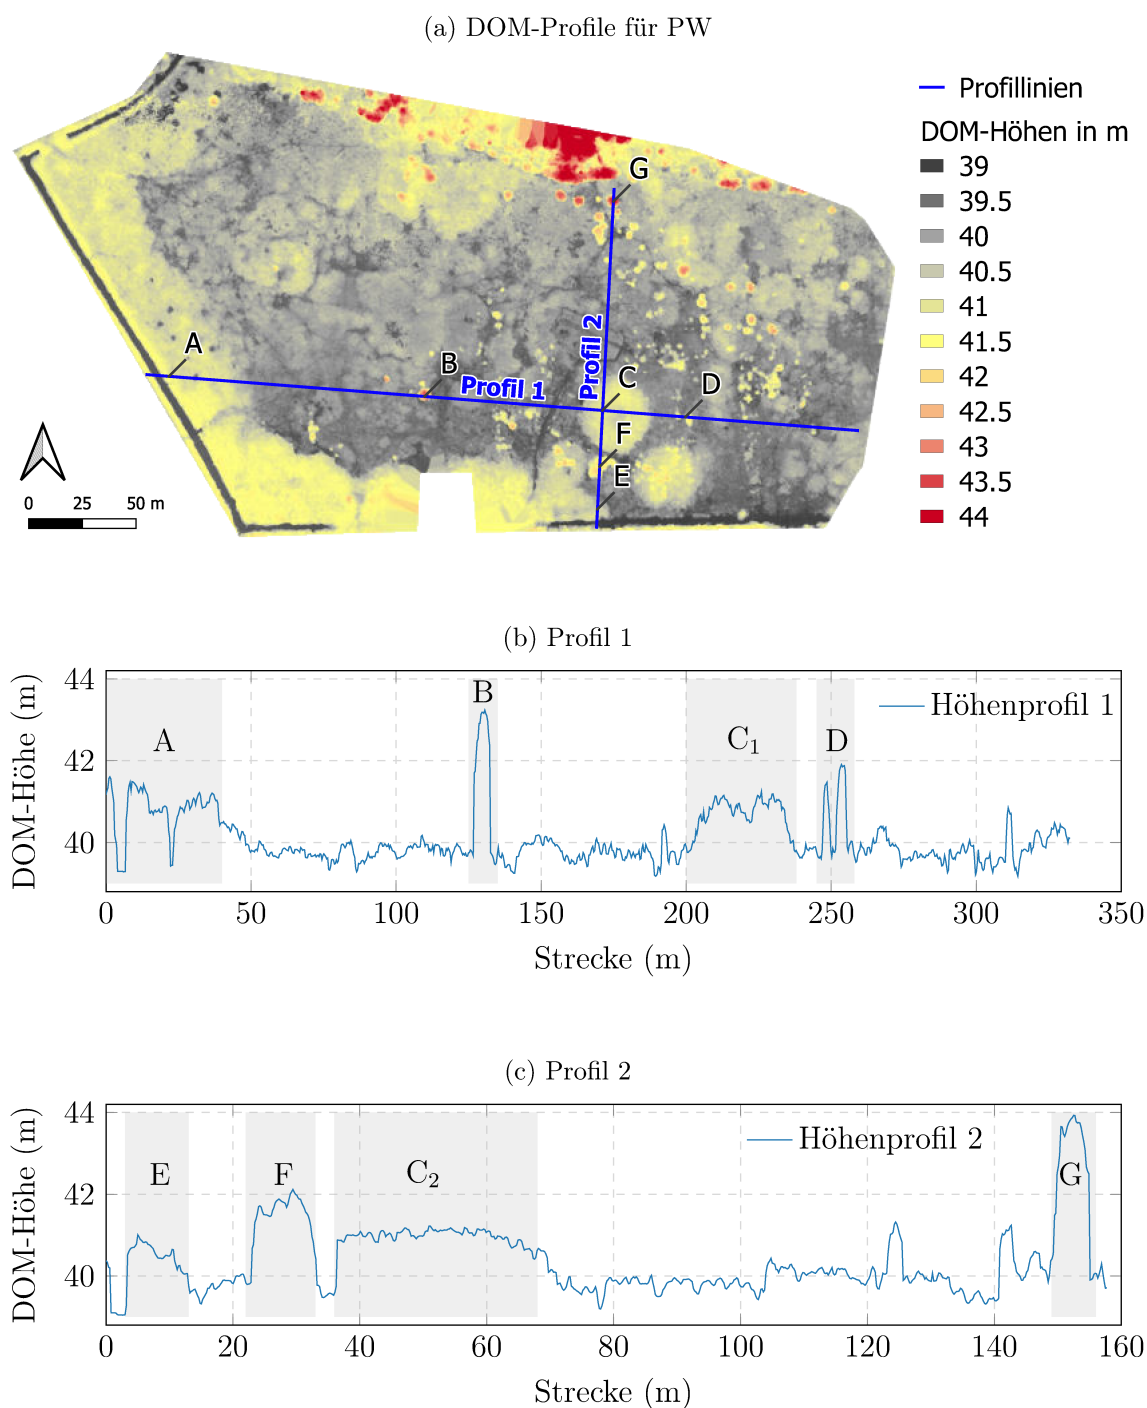 (a) DOM-Profile für PW
Profillinien
DOM-Höhen in m
39
39.5
40
40.5
41
41.5
42
42.5
43
43.5
44
G
A
B
Profil 1
Profil 2
C
D
F
E
0 25 50 m
(b) Profil 1
DOM-Höhe (m)
44
42
40
A
B
C1
D
Höhenprofil 1
0 50 100 150 200 250 300 350
Strecke (m)
(c) Profil 2
DOM-Höhe (m)
44
42
40
E
F
C2
G
Höhenprofil 2
0 20 40 60 80 100 120 140 160
Strecke (m)